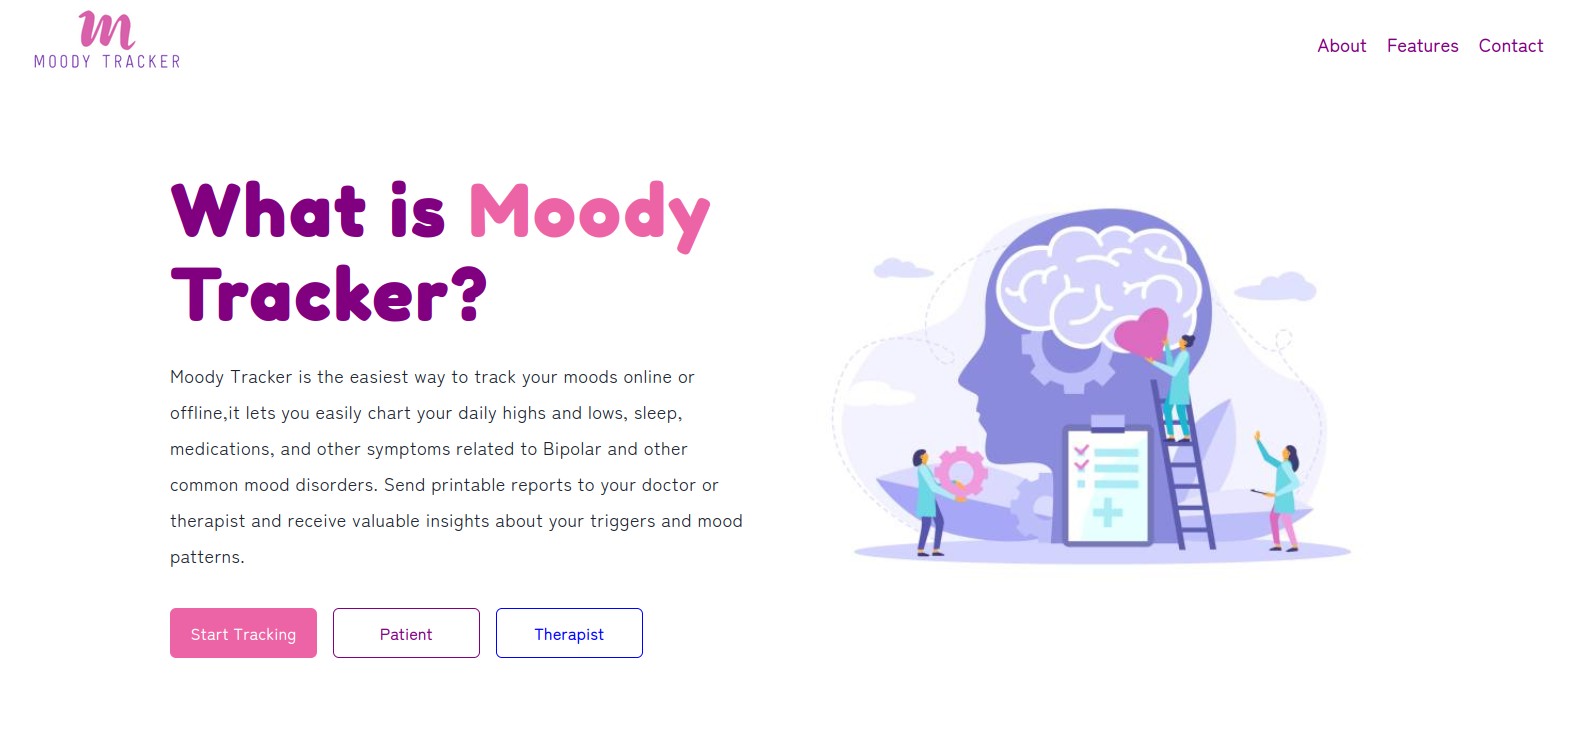 m
MOODY TRACKER
About Features Contact
What is Moody
Tracker?
Moody Tracker is the easiest way to track your moods online or
offline,it lets you easily chart your daily highs and lows, sleep,
medications, and other symptoms related to Bipolar and other
common mood disorders. Send printable reports to your doctor or
therapist and receive valuable insights about your triggers and mood
patterns.
Start Tracking Patient Therapist